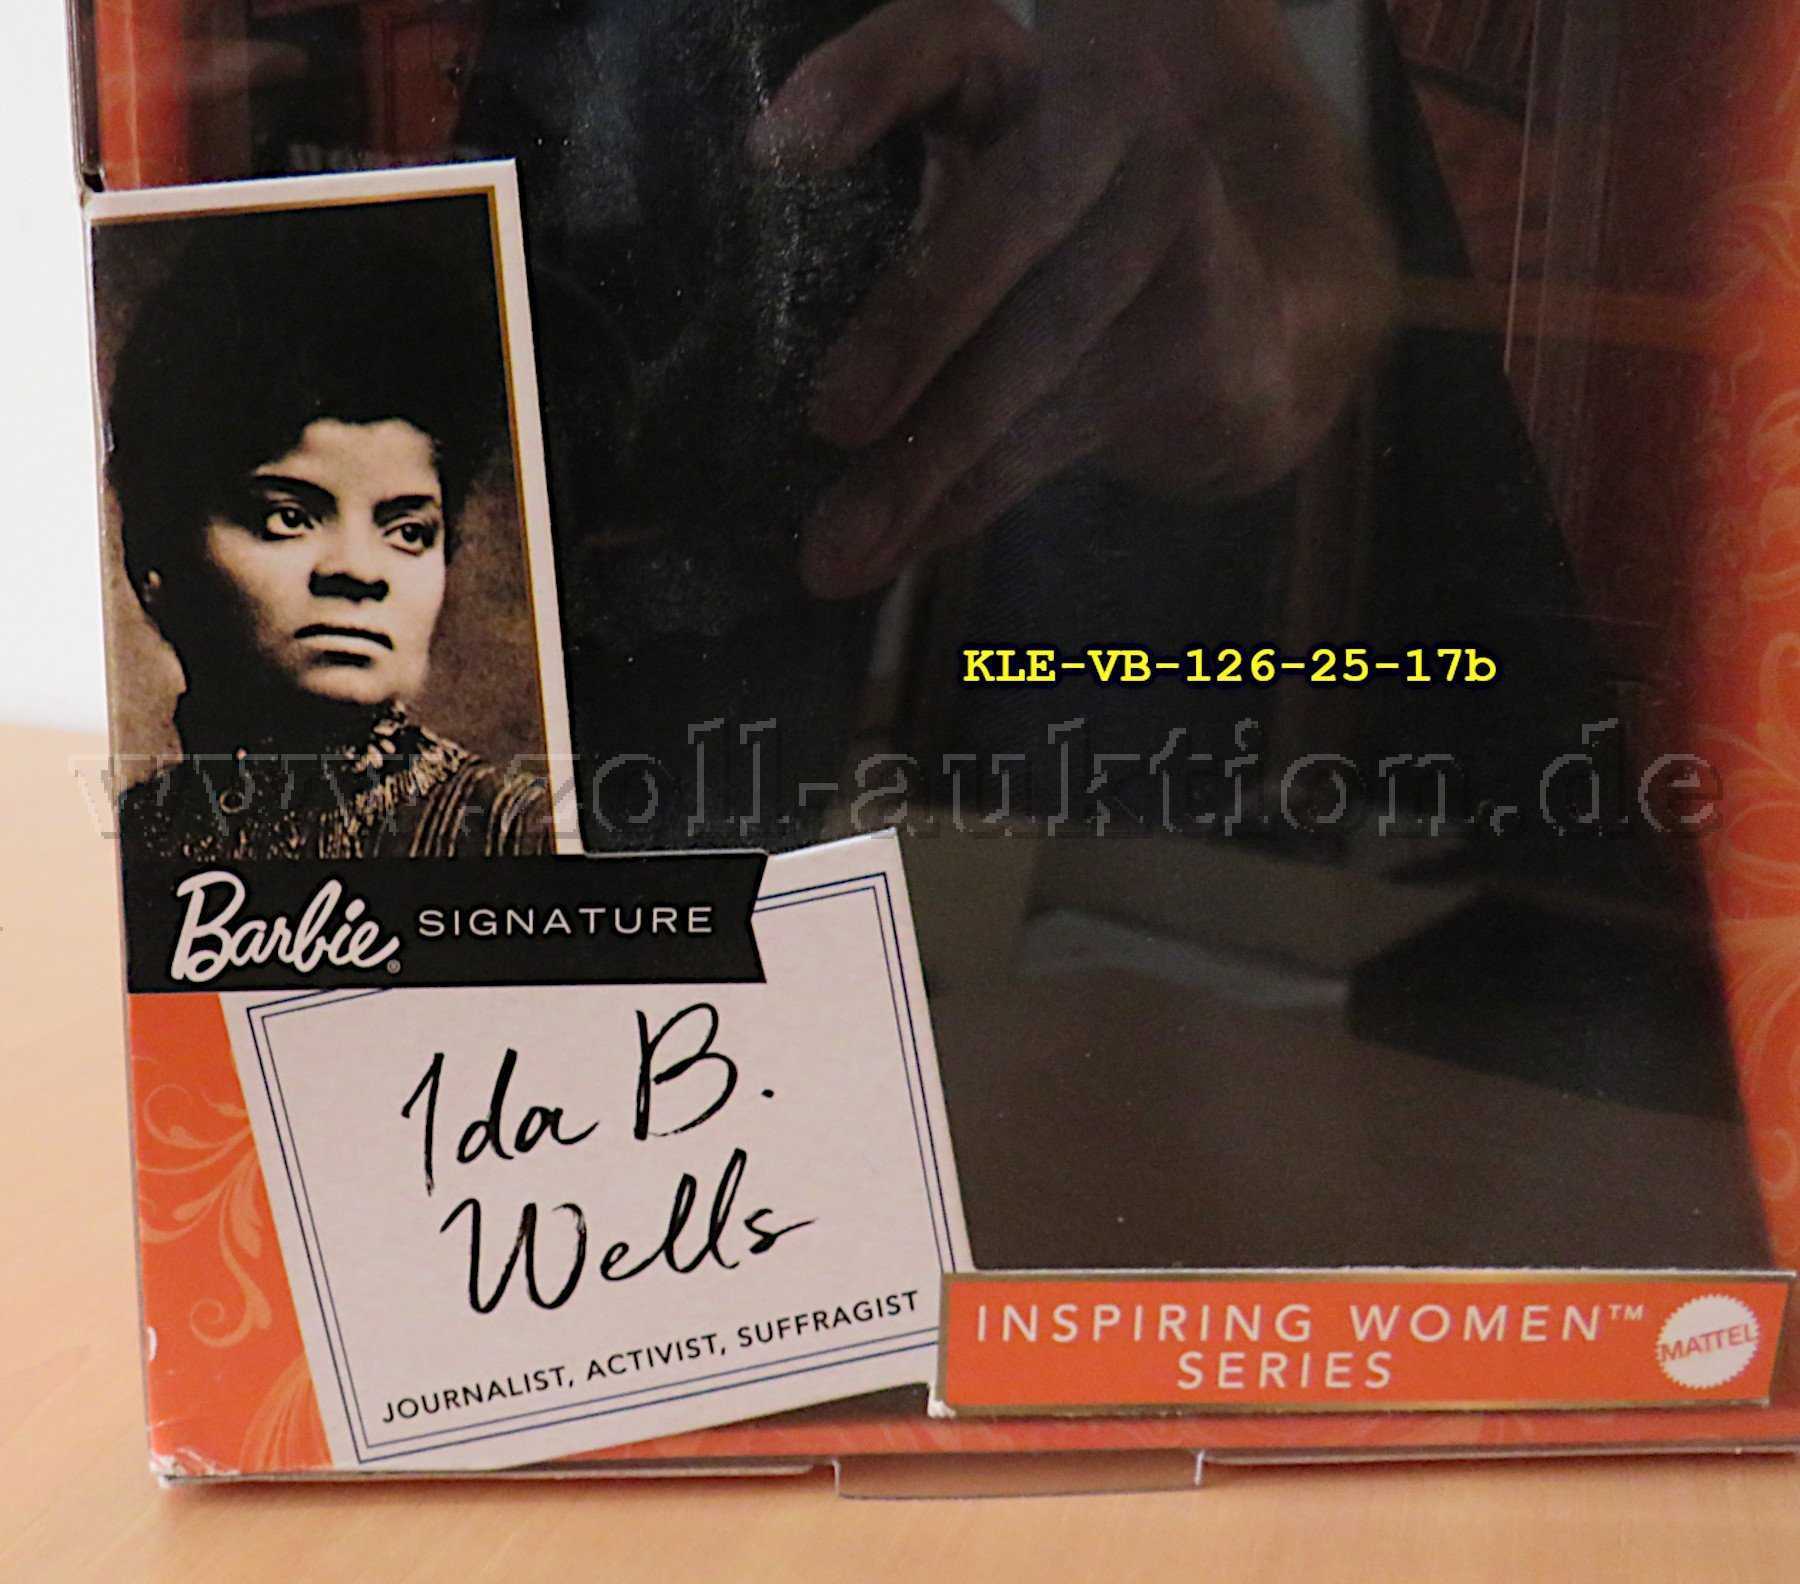 KLE-VB-126-25-17b
www.zoll-auktion.de
Barbie® SIGNATURE
Ida B.
Wells
JOURNALIST, ACTIVIST, SUFFRAGIST
INSPIRING WOMEN™
SERIES
MATTEL